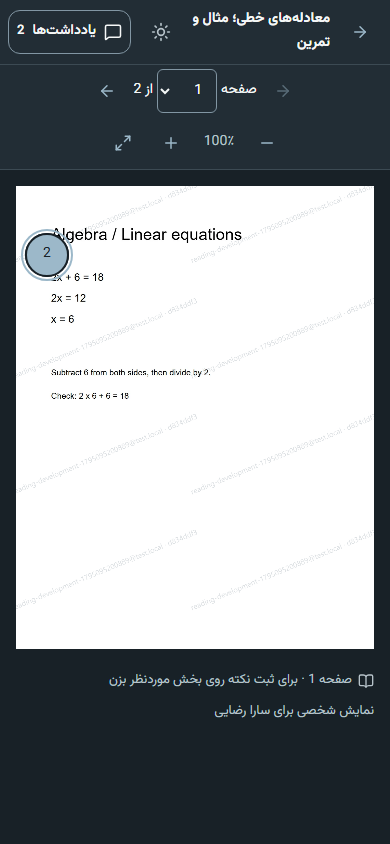 معادله‌های خطی؛ مثال و
تمرین
یادداشت‌ها 2
صفحه 1 از 2
100٪
Algebra / Linear equations
2
2x + 6 = 18
2x = 12
x = 6
Subtract 6 from both sides, then divide by 2.
Check: 2 x 6 + 6 = 18
صفحه 1 · برای ثبت نکته روی بخش موردنظر بزن
نمایش شخصی برای سارا رضایی